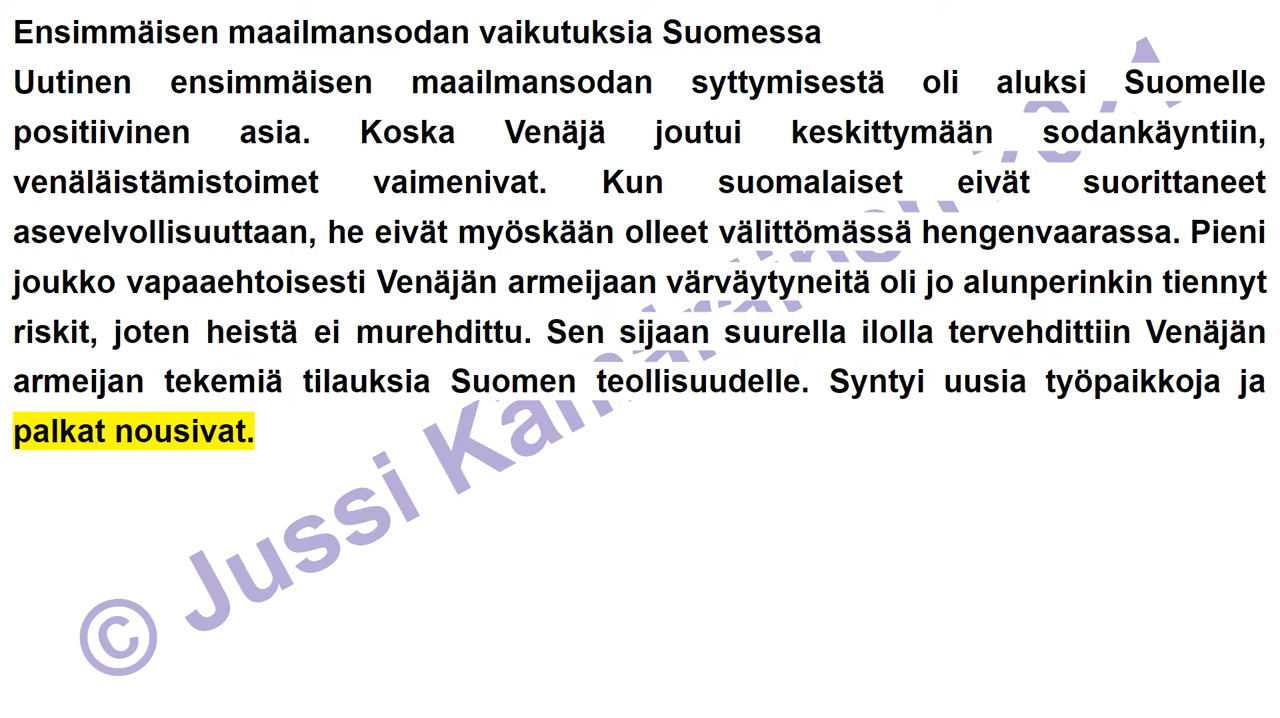 Ensimmäisen maailmansodan vaikutuksia Suomessa
Uutinen ensimmäisen maailmansodan syttymisestä oli aluksi Suomelle
positiivinen asia. Koska Venäjä joutui keskittymään sodankäyntiin,
venäläistämistoimet vaimenivat. Kun suomalaiset eivät suorittaneet
asevelvollisuuttaan, he eivät myöskään olleet välittömässä hengenvaarassa. Pieni
joukko vapaaehtoisesti Venäjän armeijaan värväytyneitä oli jo alunperinkin tiennyt
riskit, joten heistä ei murehdittu. Sen sijaan suurella ilolla tervehdittiin Venäjän
armeijan tekemiä tilauksia Suomen teollisuudelle. Syntyi uusia työpaikkoja ja
palkat nousivat.
© Jussi